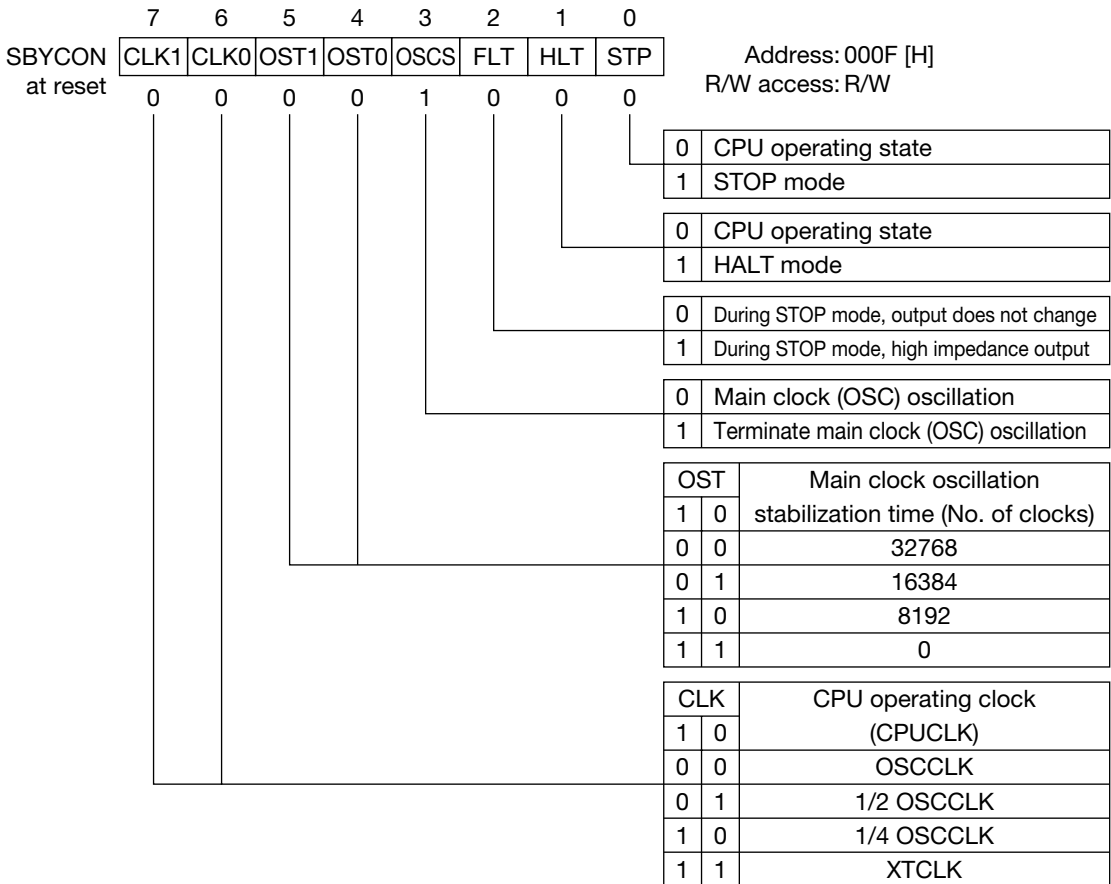 7 6 5 4 3 2 1 0
SBYCON CLK1 CLK0 OST1 OST0 OSCS FLT HLT STP Address: 000F [H]
at reset 0 0 0 0 1 0 0 0 R/W access: R/W
0 CPU operating state
1 STOP mode
0 CPU operating state
1 HALT mode
0 During STOP mode, output does not change
1 During STOP mode, high impedance output
0 Main clock (OSC) oscillation
1 Terminate main clock (OSC) oscillation
OST Main clock oscillation
1 0 stabilization time (No. of clocks)
0 0 32768
0 1 16384
1 0 8192
1 1 0
CLK CPU operating clock
1 0 (CPUCLK)
0 0 OSCCLK
0 1 1/2 OSCCLK
1 0 1/4 OSCCLK
1 1 XTCLK